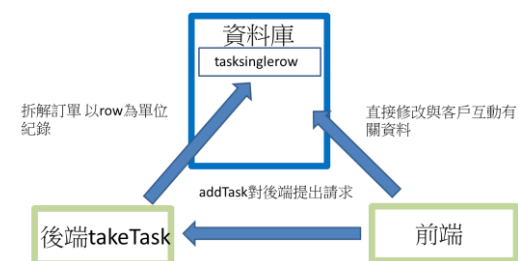 資料庫
tasksinglerow
拆解訂單 以row為單位
紀錄
直接修改與客戶互動有
關資料
addTask對後端提出請求
後端takeTask
前端